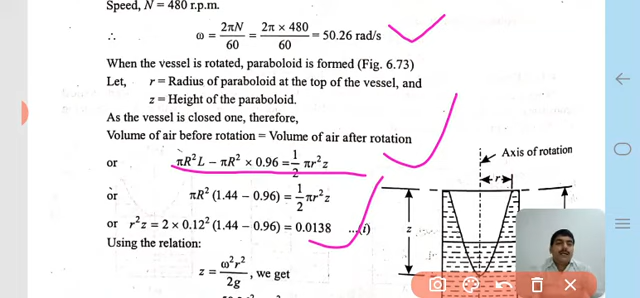 Speed, N = 480 r.p.m.
∴ ω = 2πN/60 = 2π × 480/60 = 50.26 rad/s
When the vessel is rotated, paraboloid is formed (Fig. 6.73)
Let, r = Radius of paraboloid at the top of the vessel, and
z = Height of the paraboloid.
As the vessel is closed one, therefore,
Volume of air before rotation = Volume of air after rotation
or πR²L − πR² × 0.96 = 1/2 πr²z
or πR² (1.44 − 0.96) = 1/2 πr²z
or r²z = 2 × 0.12² (1.44 − 0.96) = 0.0138 ...(i)
Using the relation:
z = ω²r²/2g, we get
Axis of rotation
r
z